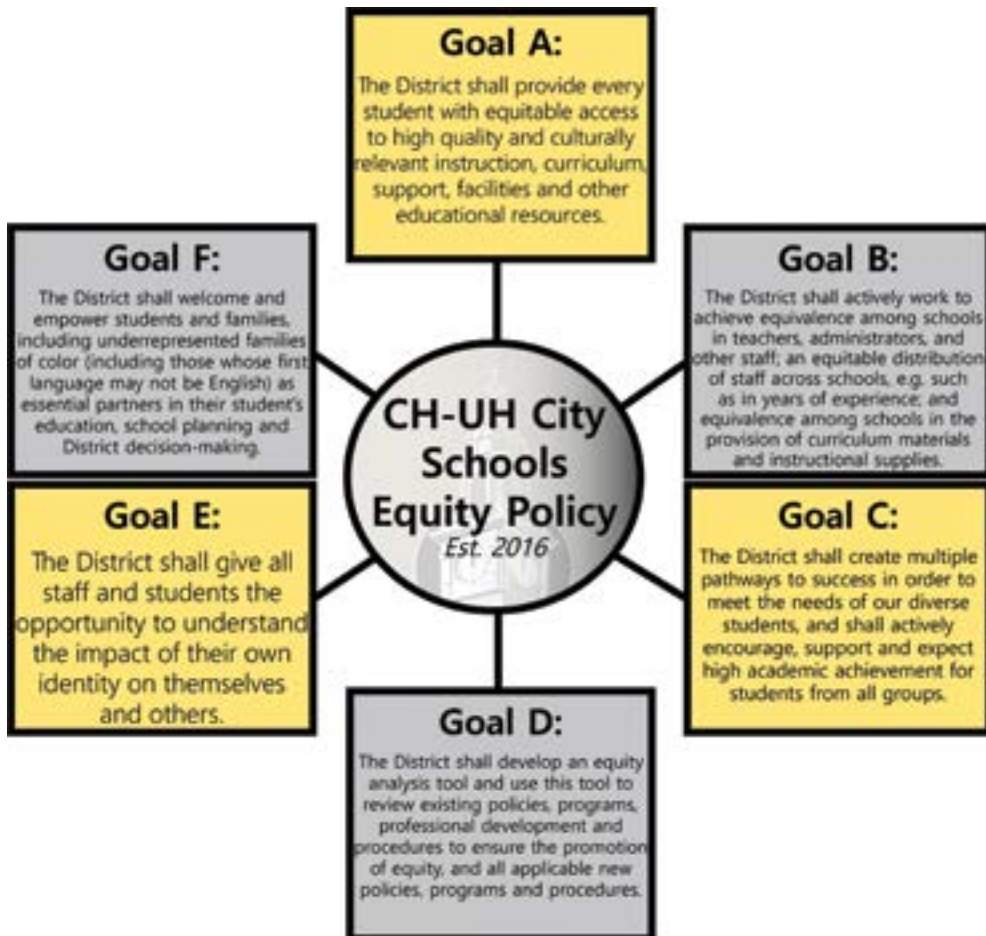 Goal A:
The District shall provide every
student with equitable access
to high quality and culturally
relevant instruction, curriculum,
support, facilities and other
educational resources.
Goal F:
The District shall welcome and
empower students and families,
including underrepresented families
of color (including those whose first
language may not be English) as
essential partners in their student's
education, school planning and
District decision-making.
Goal B:
The District shall actively work to
achieve equivalence among schools
in teachers, administrators, and
other staff; an equitable distribution
of staff across schools, e.g. such
as in years of experience; and
equivalence among schools in the
provision of curriculum materials
and instructional supplies.
CH-UH City
Schools
Equity Policy
Est. 2016
Goal E:
The District shall give all
staff and students the
opportunity to understand
the impact of their own
identity on themselves
and others.
Goal C:
The District shall create multiple
pathways to success in order to
meet the needs of our diverse
students, and shall actively
encourage, support and expect
high academic achievement for
students from all groups.
Goal D:
The District shall develop an equity
analysis tool and use this tool to
review existing policies, programs,
professional development and
procedures to ensure the promotion
of equity, and all applicable new
policies, programs and procedures.